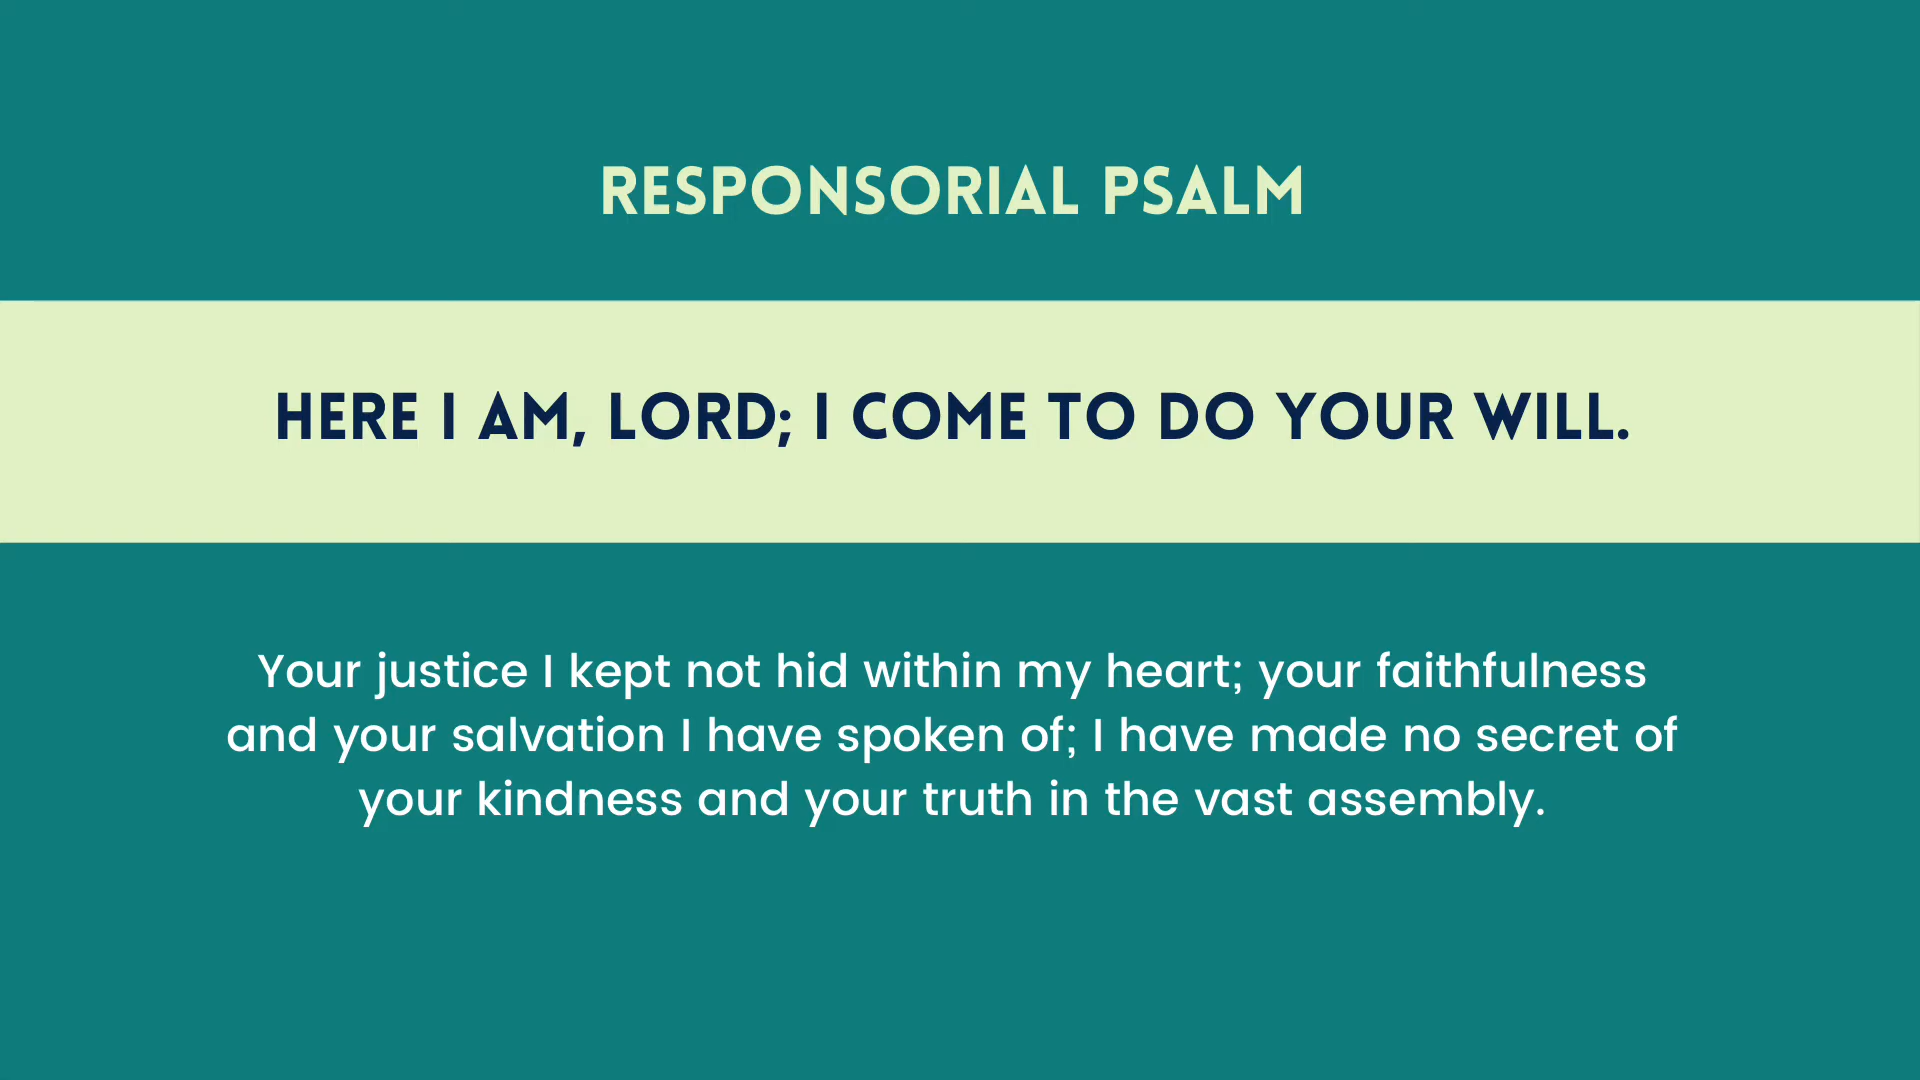 RESPONSORIAL PSALM
HERE I AM, LORD; I COME TO DO YOUR WILL.
Your justice I kept not hid within my heart; your faithfulness
and your salvation I have spoken of; I have made no secret of
your kindness and your truth in the vast assembly.